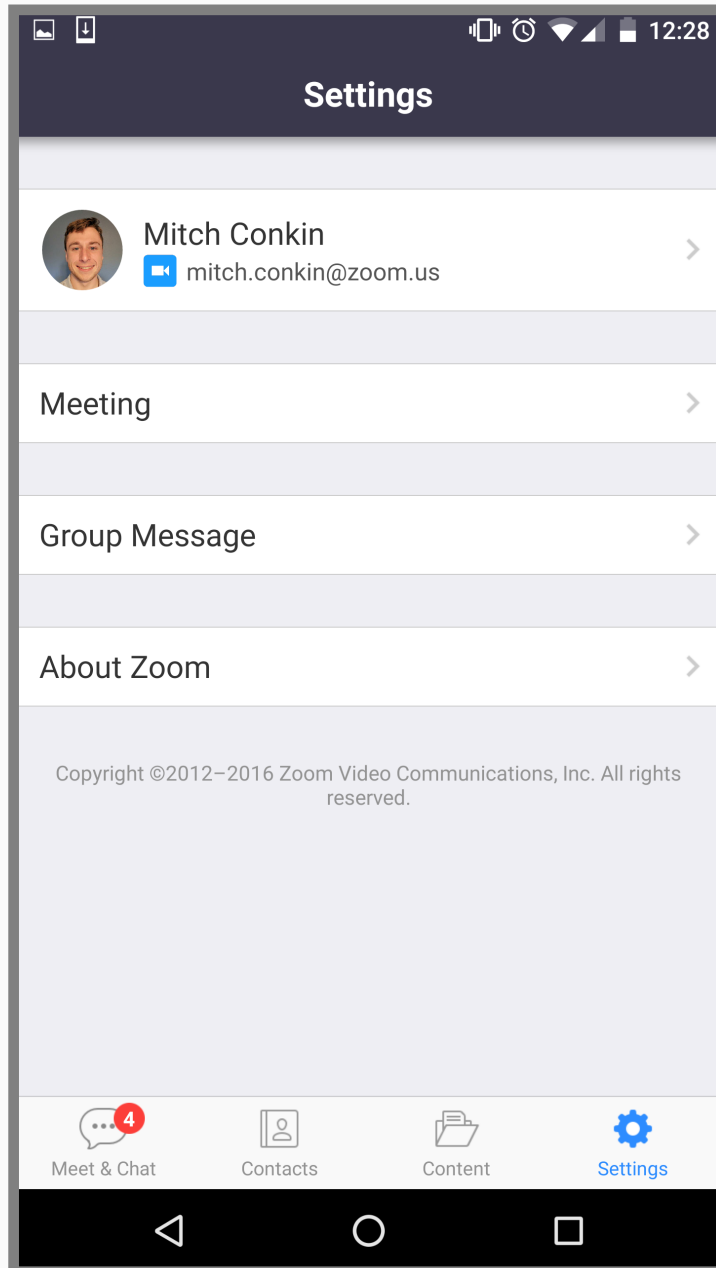 12:28
Settings
Mitch Conkin
mitch.conkin@zoom.us
Meeting
Group Message
About Zoom
Copyright ©2012–2016 Zoom Video Communications, Inc. All rights
reserved.
4
Meet & Chat
Contacts
Content
Settings